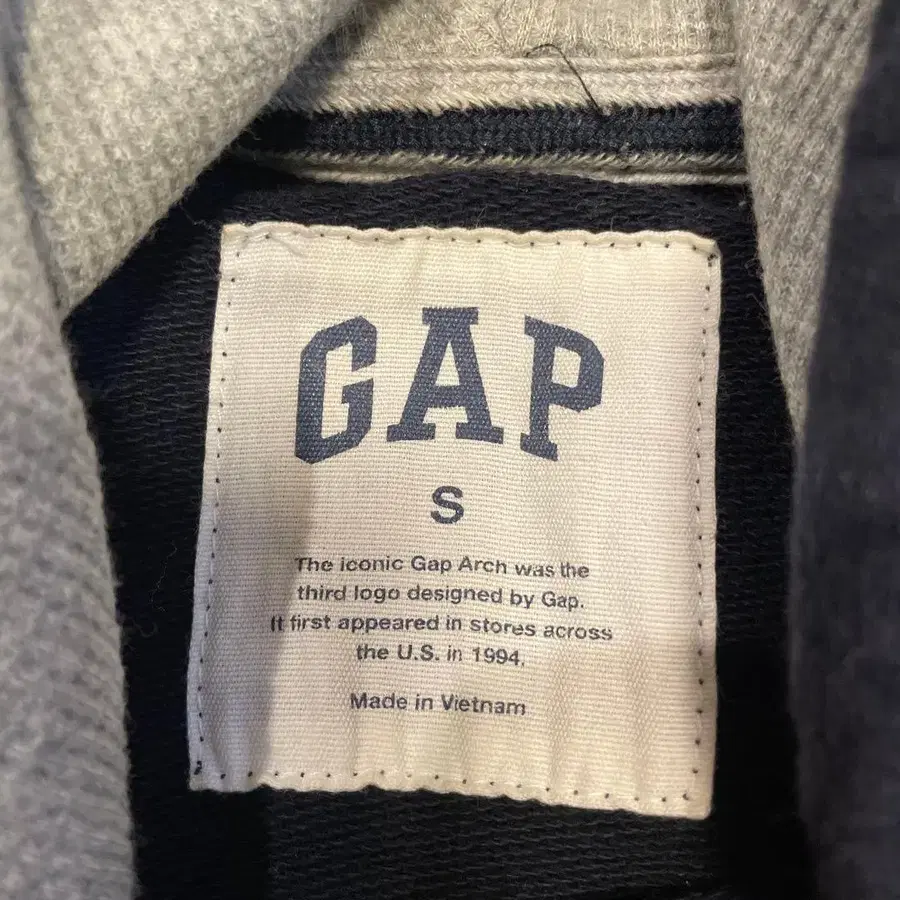 GAP
S
The iconic Gap Arch was the
third logo designed by Gap.
It first appeared in stores across
the U.S. in 1994.
Made in Vietnam